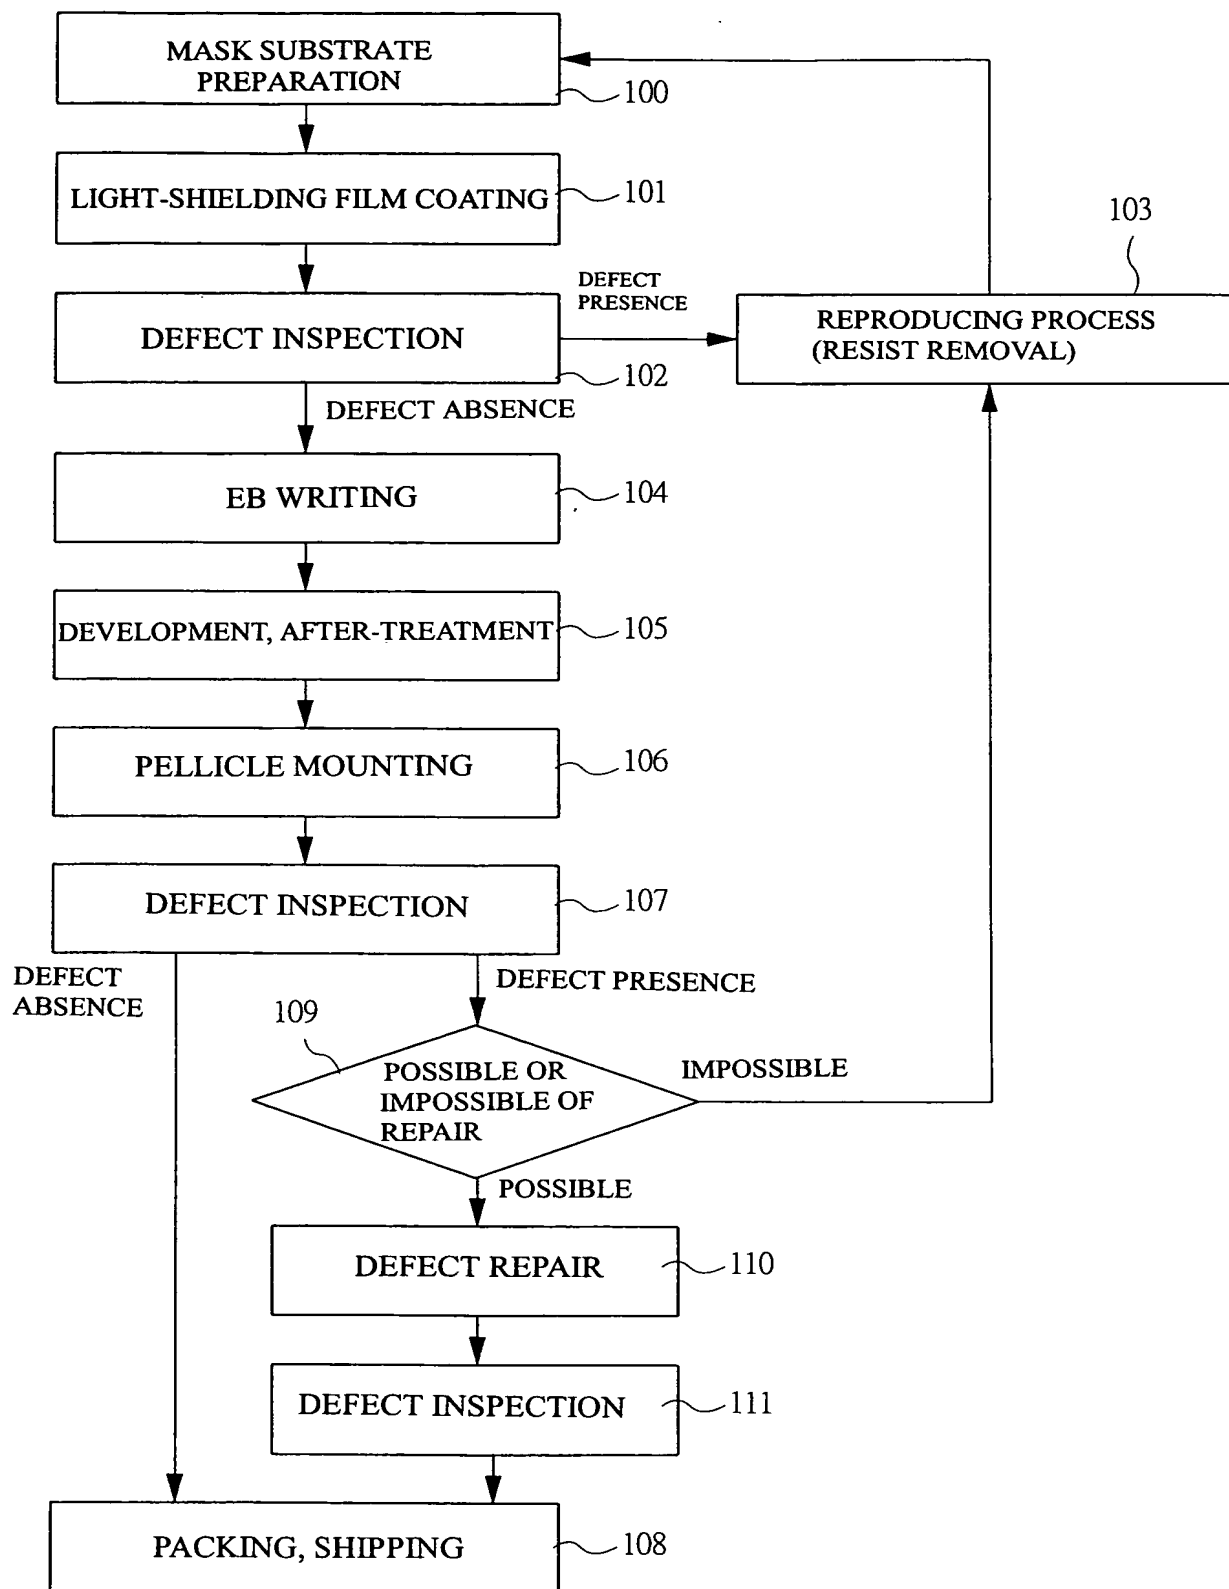 MASK SUBSTRATE
PREPARATION
100
LIGHT-SHIELDING FILM COATING
101
103
DEFECT
PRESENCE
DEFECT INSPECTION
102
REPRODUCING PROCESS
(RESIST REMOVAL)
DEFECT ABSENCE
EB WRITING
104
DEVELOPMENT, AFTER-TREATMENT
105
PELLICLE MOUNTING
106
DEFECT INSPECTION
107
DEFECT
ABSENCE
DEFECT PRESENCE
109
POSSIBLE OR
IMPOSSIBLE OF
REPAIR
IMPOSSIBLE
POSSIBLE
DEFECT REPAIR
110
DEFECT INSPECTION
111
PACKING, SHIPPING
108